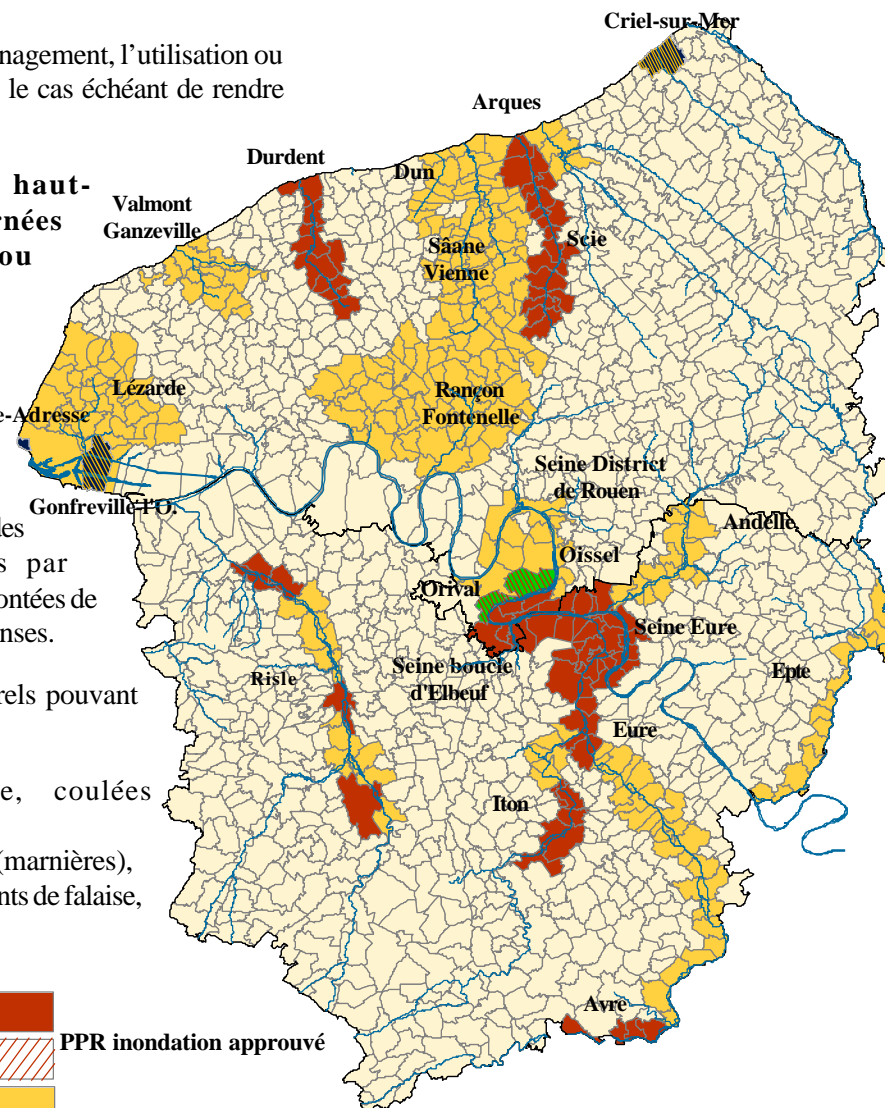 Criel-sur-Mer
nagement, l'utilisation ou
le cas échéant de rendre
Arques
Durdent
Dun
haut-
rnées
ou
Valmont
Ganzeville
Sâane
Vienne
Scie
Lézarde
Rançon
Fontenelle
e-Adresse
Seine District
de Rouen
Gonfreville-l'O.
Andelle
des
s par
Oissel
Orival
ontées de
nses.
Seine Eure
Seine boucle
d'Elbeuf
Risle
Epte
rels pouvant
Eure
e, coulées
Iton
(marnières),
nts de falaise,
Avre
PPR inondation approuvé